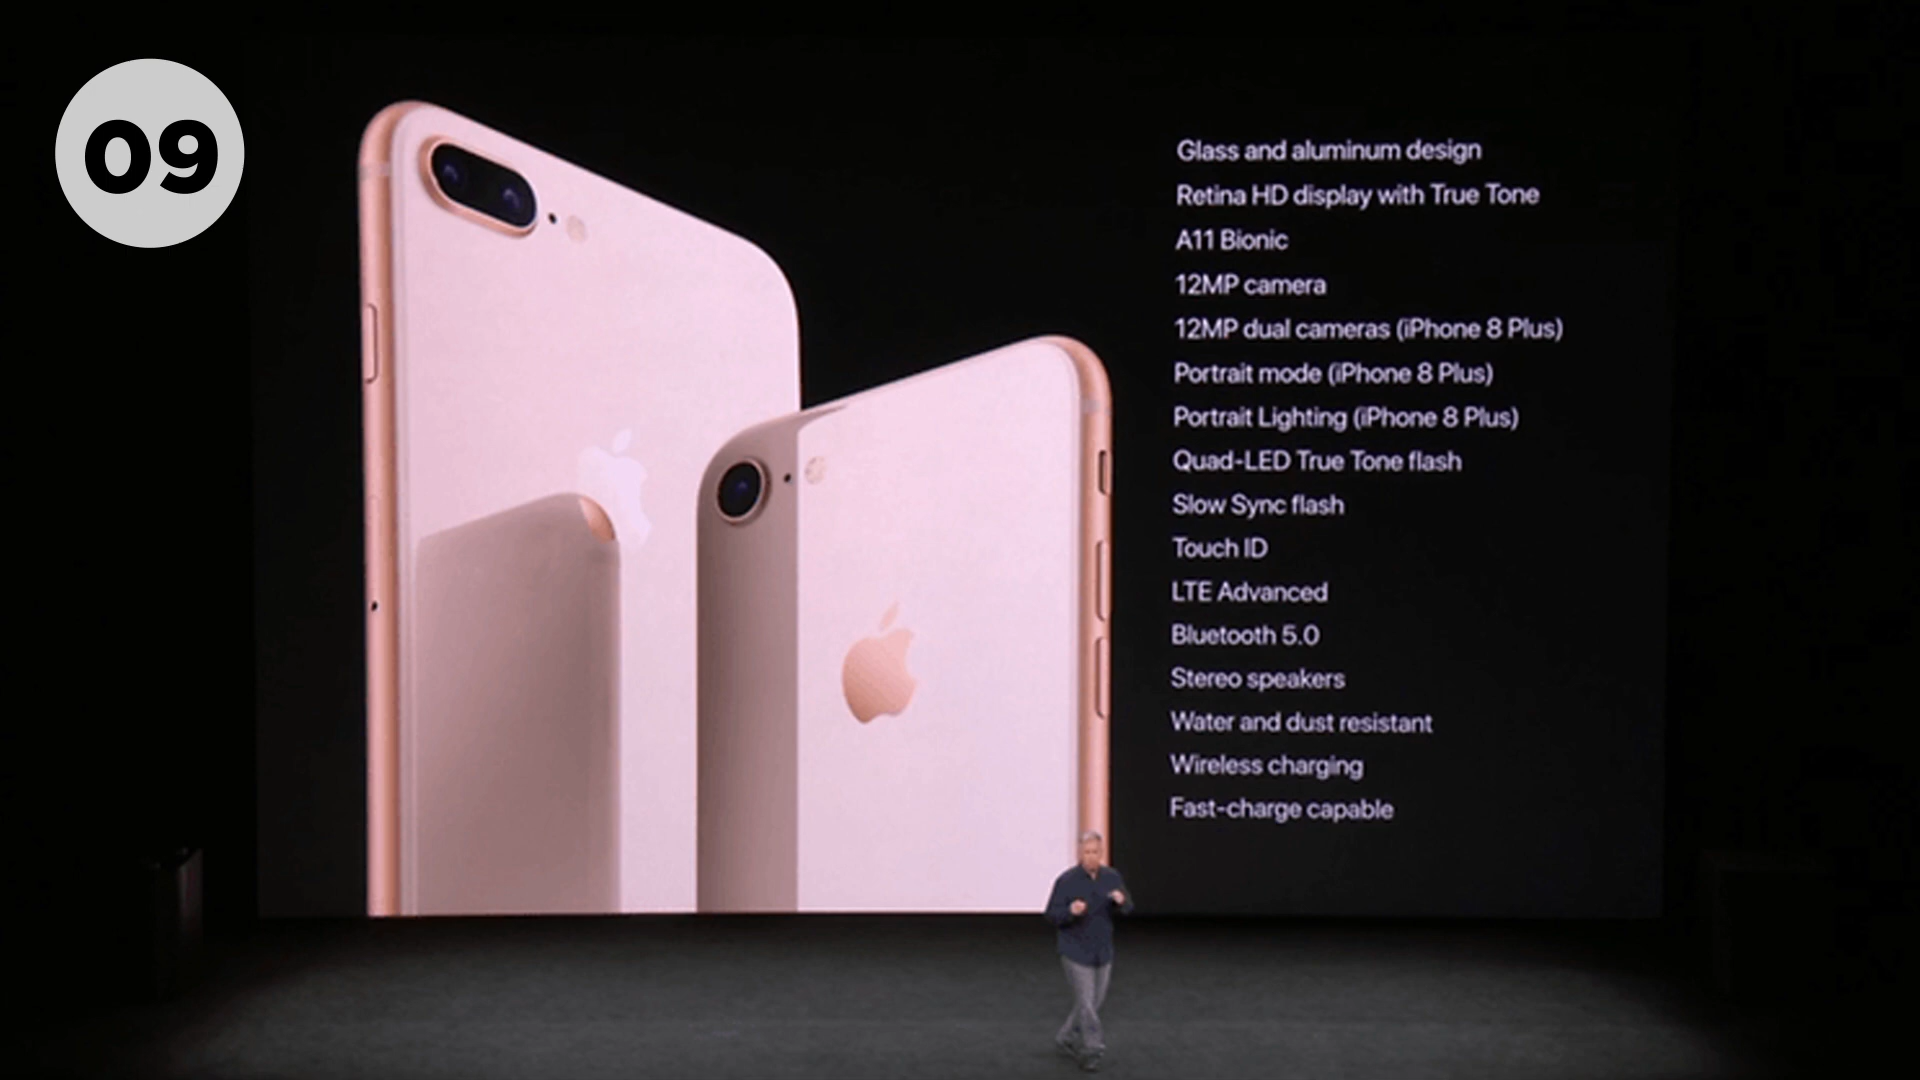 09
Glass and aluminum design
Retina HD display with True Tone
A11 Bionic
12MP camera
12MP dual cameras (iPhone 8 Plus)
Portrait mode (iPhone 8 Plus)
Portrait Lighting (iPhone 8 Plus)
Quad-LED True Tone flash
Slow Sync flash
Touch ID
LTE Advanced
Bluetooth 5.0
Stereo speakers
Water and dust resistant
Wireless charging
Fast-charge capable